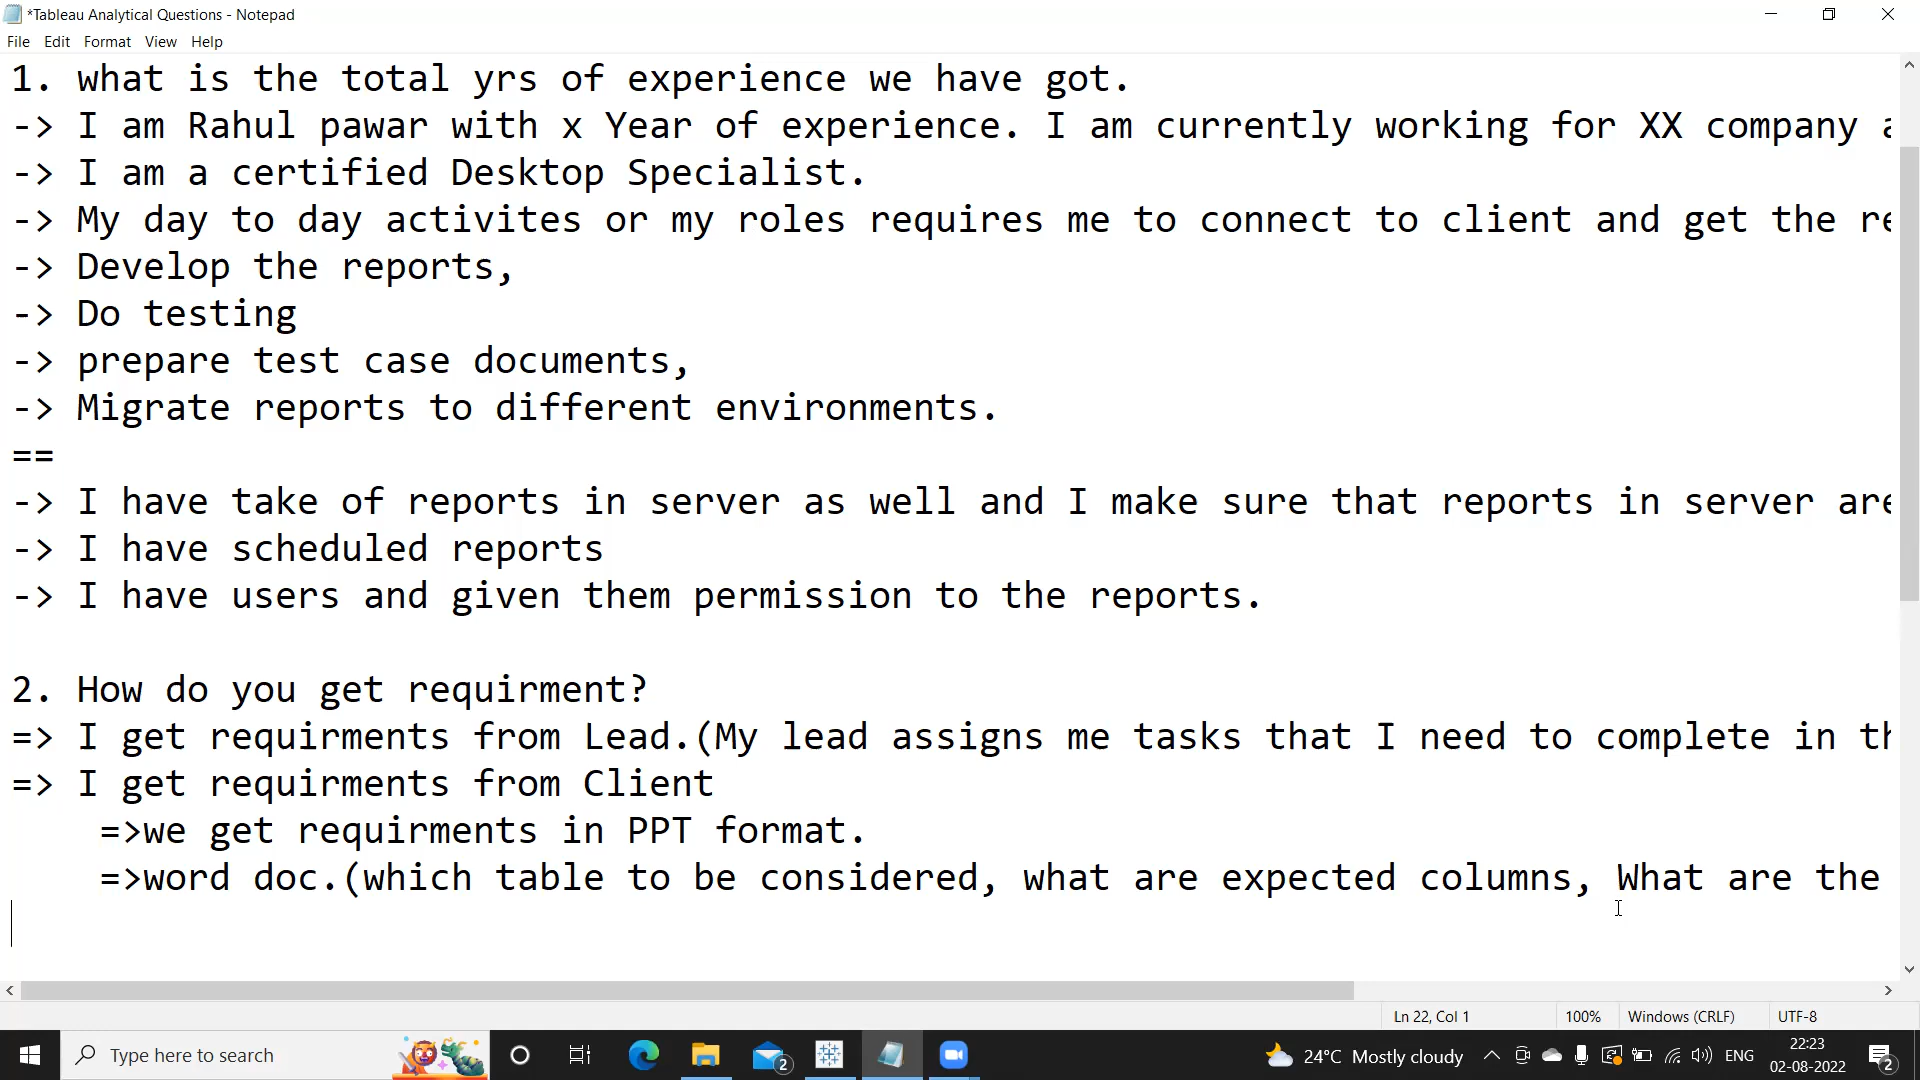 *Tableau Analytical Questions - Notepad
File Edit Format View Help
1. what is the total yrs of experience we have got.
-> I am Rahul pawar with x Year of experience. I am currently working for XX company
-> I am a certified Desktop Specialist.
-> My day to day activites or my roles requires me to connect to client and get the
-> Develop the reports,
-> Do testing
-> prepare test case documents,
-> Migrate reports to different environments.
==
-> I have take of reports in server as well and I make sure that reports in server are
-> I have scheduled reports
-> I have users and given them permission to the reports.
2. How do you get requirment?
=> I get requirments from Lead.(My lead assigns me tasks that I need to complete in
=> I get requirments from Client
=>we get requirments in PPT format.
=>word doc.(which table to be considered, what are expected columns, What are the
Ln 22, Col 1 100% Windows (CRLF) UTF-8
Type here to search 2 24°C Mostly cloudy ENG 22:23 02-08-2022 2